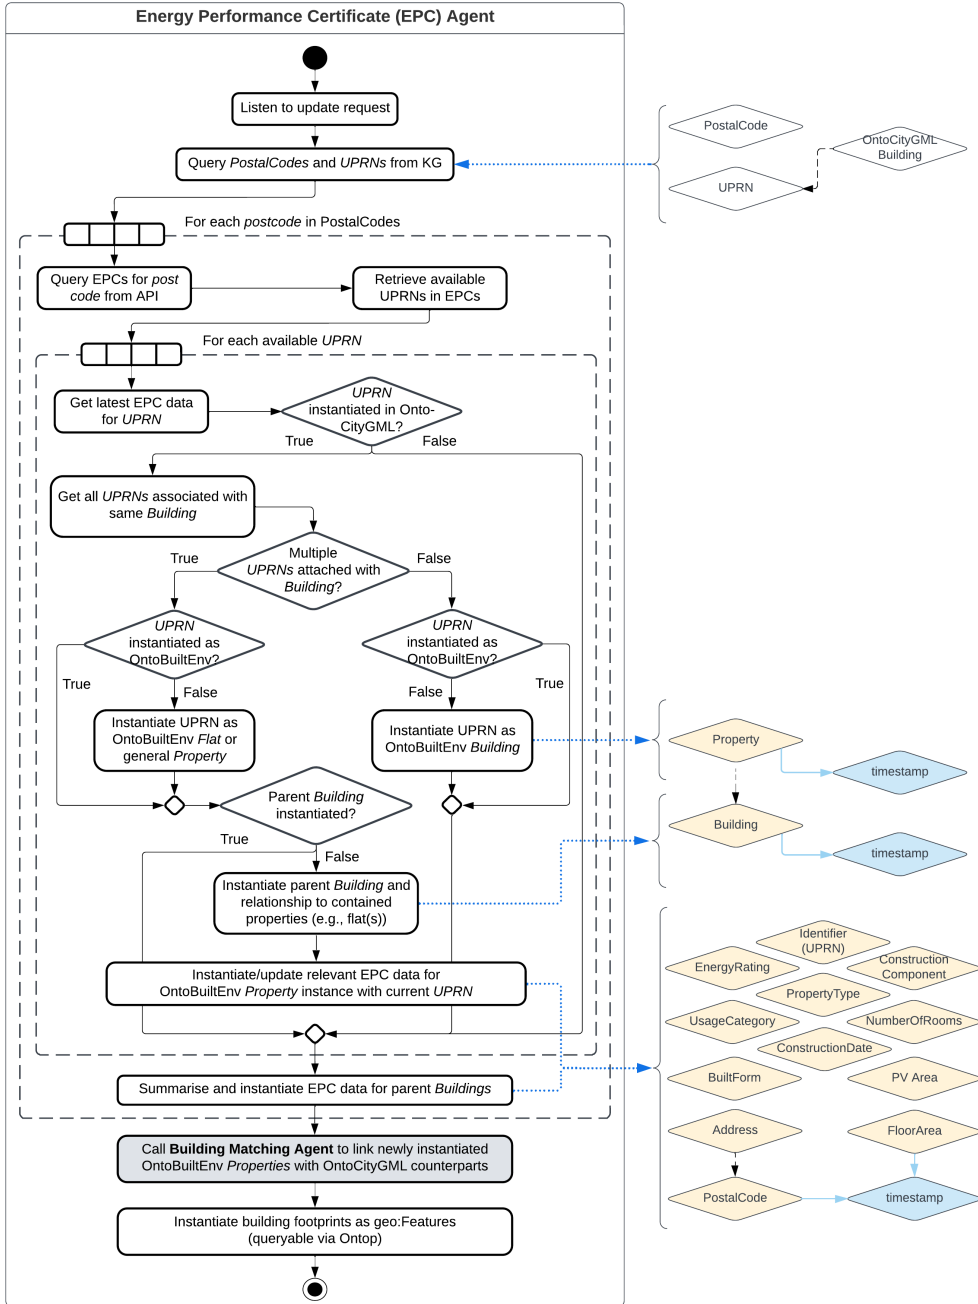 Energy Performance Certificate (EPC) Agent
Listen to update request
Query PostalCodes and UPRNs from KG
PostalCode
OntoCityGML
Building
UPRN
For each postcode in PostalCodes
Query EPCs for post
code from API
Retrieve available
UPRNs in EPCs
For each available UPRN
Get latest EPC data
for UPRN
UPRN
instantiated in Onto-
CityGML?
True
False
Get all UPRNs associated with
same Building
Multiple
UPRNs attached with
Building?
True
False
UPRN
instantiated as
OntoBuiltEnv?
UPRN
instantiated as
OntoBuiltEnv?
True
False
False
True
Instantiate UPRN as
OntoBuiltEnv Flat or
general Property
Instantiate UPRN as
OntoBuiltEnv Building
Property
timestamp
Parent Building
instantiated?
Building
timestamp
True
False
Instantiate parent Building and
relationship to contained
properties (e.g., flat(s))
Instantiate/update relevant EPC data for
OntoBuiltEnv Property instance with current UPRN
Identifier
(UPRN)
EnergyRating
Construction
Component
PropertyType
UsageCategory
NumberOfRooms
ConstructionDate
BuiltForm
PV Area
Address
FloorArea
PostalCode
timestamp
Summarise and instantiate EPC data for parent Buildings
Call Building Matching Agent to link newly instantiated
OntoBuiltEnv Properties with OntoCityGML counterparts
Instantiate building footprints as geo:Features
(queryable via Ontop)